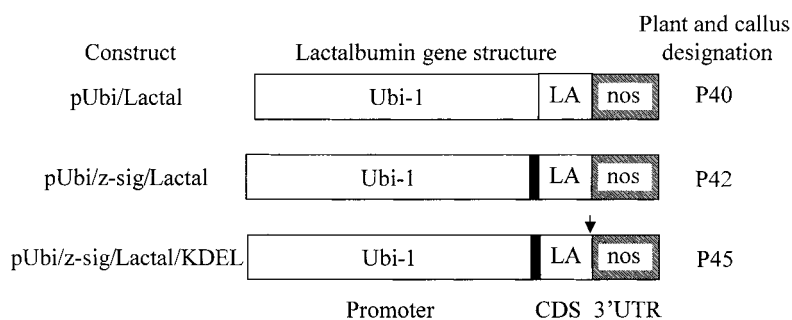 Construct Lactalbumin gene structure Plant and callus designation
pUbi/Lactal Ubi-1 LA nos P40
pUbi/z-sig/Lactal Ubi-1 LA nos P42
pUbi/z-sig/Lactal/KDEL Ubi-1 LA nos P45
Promoter CDS 3'UTR